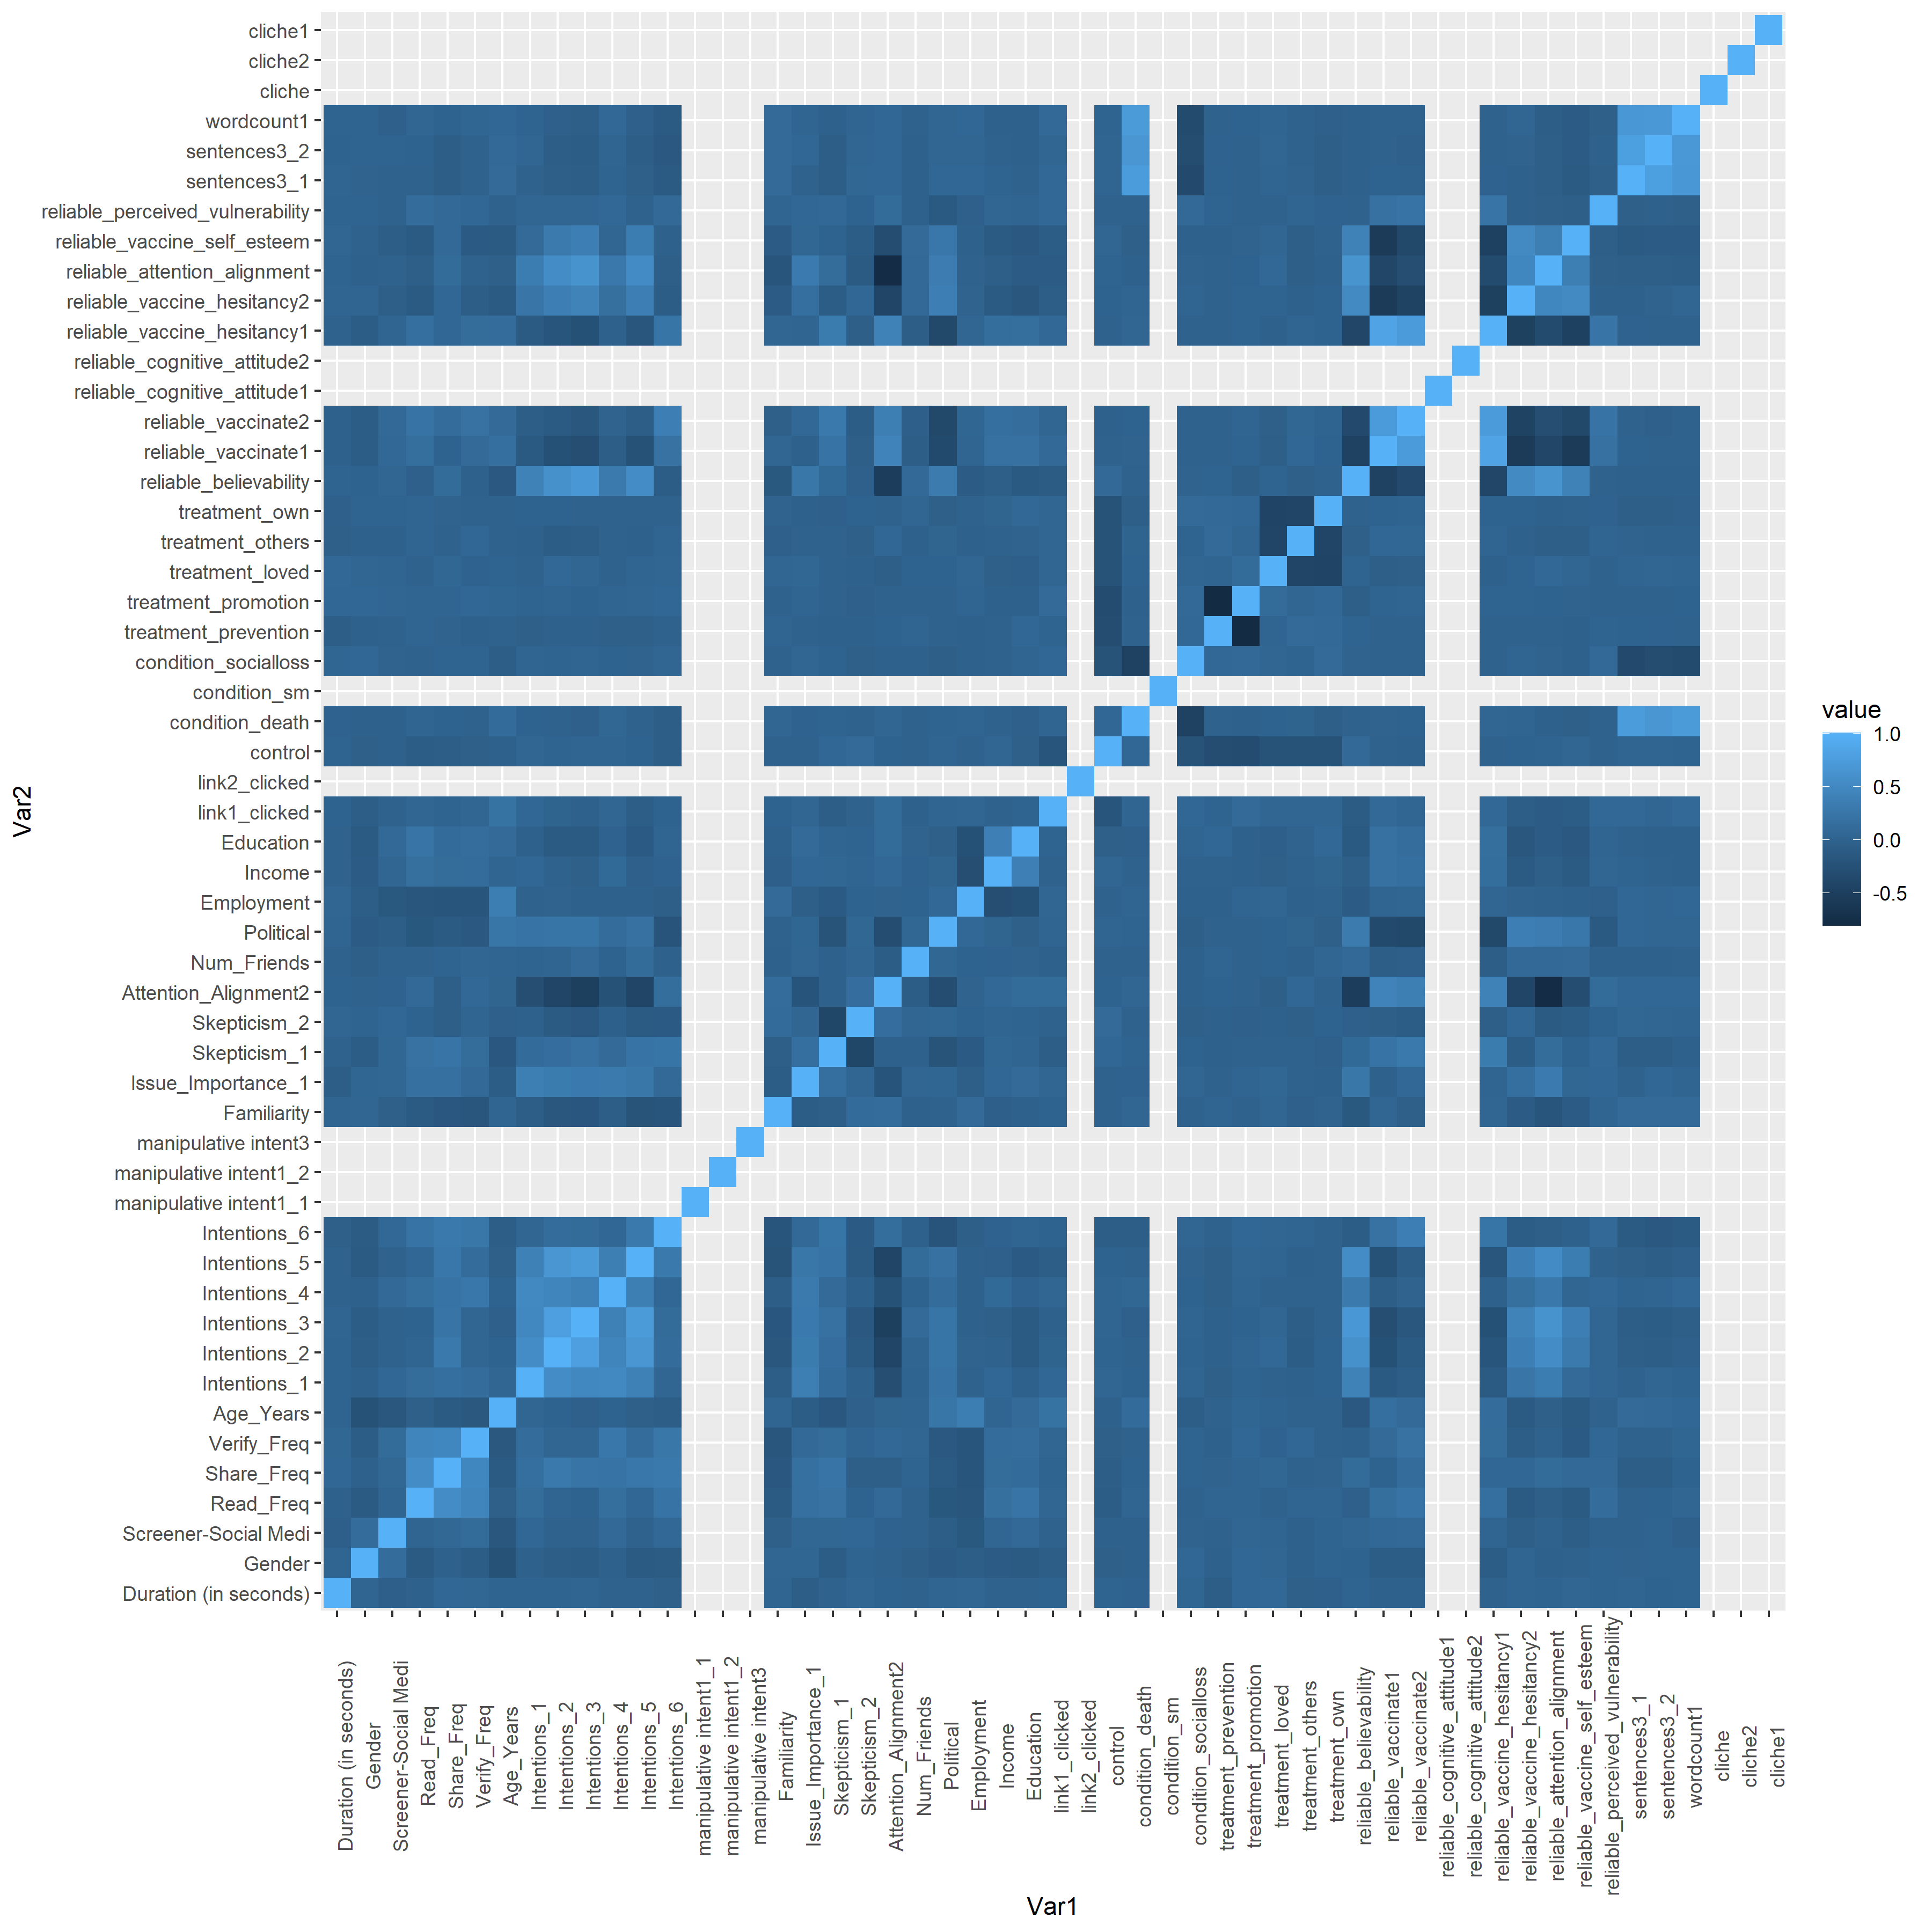 cliche1
cliche2
cliche
wordcount1
sentences3_2
sentences3_1
reliable_perceived_vulnerability
reliable_vaccine_self_esteem
reliable_attention_alignment
reliable_vaccine_hesitancy2
reliable_vaccine_hesitancy1
reliable_cognitive_attitude2
reliable_cognitive_attitude1
reliable_vaccinate2
reliable_vaccinate1
reliable_believability
treatment_own
treatment_others
treatment_loved
treatment_promotion
treatment_prevention
condition_socialloss
condition_sm
condition_death
control
link2_clicked
link1_clicked
Education
Income
Employment
Political
Num_Friends
Attention_Alignment2
Skepticism_2
Skepticism_1
Issue_Importance_1
Familiarity
manipulative intent3
manipulative intent1_2
manipulative intent1_1
Intentions_6
Intentions_5
Intentions_4
Intentions_3
Intentions_2
Intentions_1
Age_Years
Verify_Freq
Share_Freq
Read_Freq
Screener-Social Medi
Gender
Duration (in seconds)
Var2
Duration (in seconds)
Gender
Screener-Social Medi
Read_Freq
Share_Freq
Verify_Freq
Age_Years
Intentions_1
Intentions_2
Intentions_3
Intentions_4
Intentions_5
Intentions_6
manipulative intent1_1
manipulative intent1_2
manipulative intent3
Familiarity
Issue_Importance_1
Skepticism_1
Skepticism_2
Attention_Alignment2
Num_Friends
Political
Employment
Income
Education
link1_clicked
link2_clicked
control
condition_death
condition_sm
condition_socialloss
treatment_prevention
treatment_promotion
treatment_loved
treatment_others
treatment_own
reliable_believability
reliable_vaccinate1
reliable_vaccinate2
reliable_cognitive_attitude1
reliable_cognitive_attitude2
reliable_vaccine_hesitancy1
reliable_vaccine_hesitancy2
reliable_attention_alignment
reliable_vaccine_self_esteem
reliable_perceived_vulnerability
sentences3_1
sentences3_2
wordcount1
cliche
cliche2
cliche1
Var1
value
1.0
0.5
0.0
-0.5